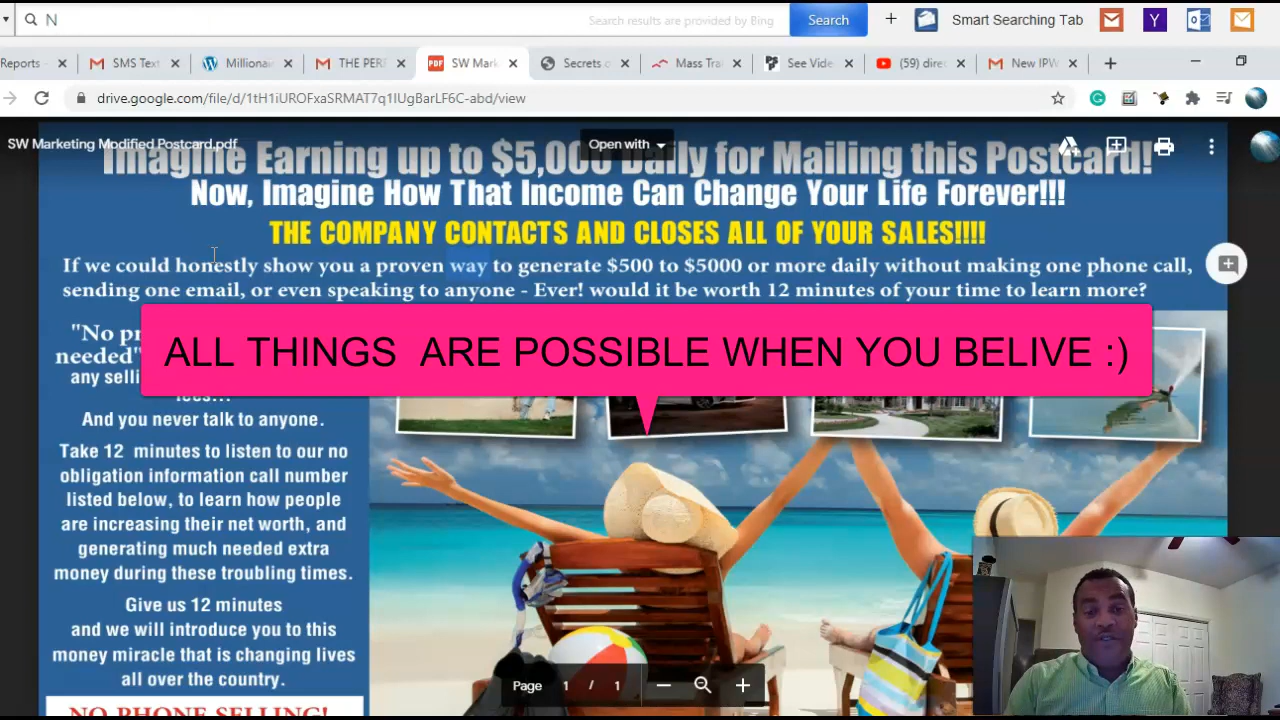 N
Search results are provided by Bing
Search
Smart Searching Tab
Reports
SMS Text
Millionai
THE PERF
SW Mark
Secrets o
Mass Tra
See Vide
(59) direc
New IPW
drive.google.com/file/d/1tH1iUROFxaSRMAT7q1IUgBarLF6C-abd/view
SW Marketing Modified Postcard.pdf
Open with
Imagine Earning up to $5,000 Daily for Mailing this Postcard!
Now, Imagine How That Income Can Change Your Life Forever!!!
THE COMPANY CONTACTS AND CLOSES ALL OF YOUR SALES!!!!
If we could honestly show you a proven way to generate $500 to $5000 or more daily without making one phone call,
sending one email, or even speaking to anyone - Ever! would it be worth 12 minutes of your time to learn more?
ALL THINGS ARE POSSIBLE WHEN YOU BELIVE :)
"No pr
needed"
any selli
fees...
And you never talk to anyone.
Take 12 minutes to listen to our no
obligation information call number
listed below, to learn how people
are increasing their net worth, and
generating much needed extra
money during these troubling times.
Give us 12 minutes
and we will introduce you to this
money miracle that is changing lives
all over the country.
NO PHONE SELLING!
Page 1 / 1